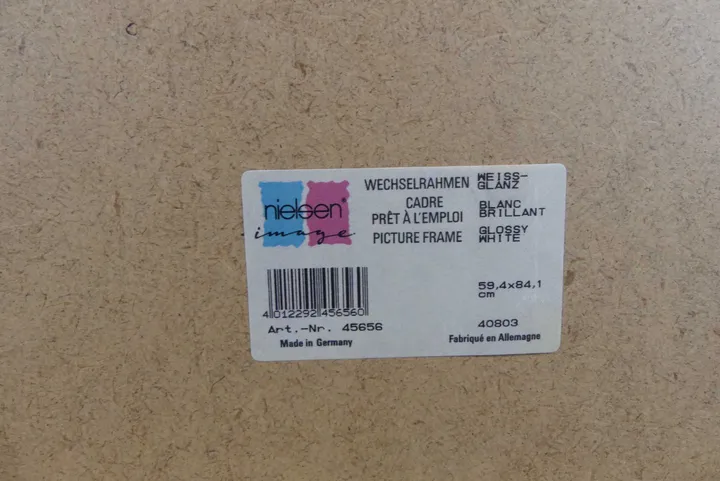 nielsen®
image
WECHSELRAHMEN
WEISS-
GLANZ
CADRE
PRÊT À L'EMPLOI
BLANC
BRILLANT
PICTURE FRAME
GLOSSY
WHITE
59,4x84,1
cm
4 012292 456560
Art.-Nr. 45656
40803
Made in Germany
Fabriqué en Allemagne